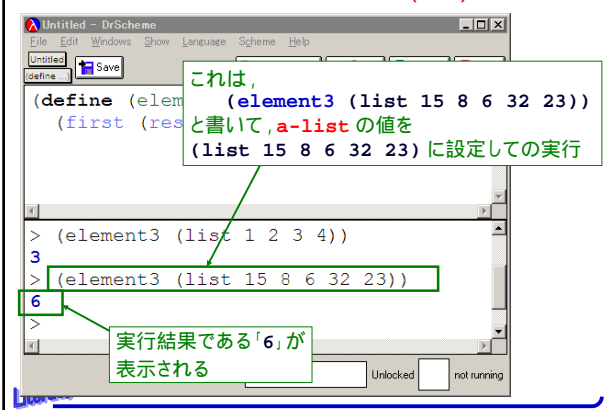 Untitled - DrScheme
File Edit Windows Show Language Scheme Help
Untitled
(define ...)
Save
これは,
(element3 (list 15 8 6 32 23))
と書いて,a-list の値を
(list 15 8 6 32 23)に設定しての実行
(define (elem
(first (res
> (element3 (list 1 2 3 4))
3
> (element3 (list 15 8 6 32 23))
6
>
実行結果である「6」が
表示される
Unlocked not running